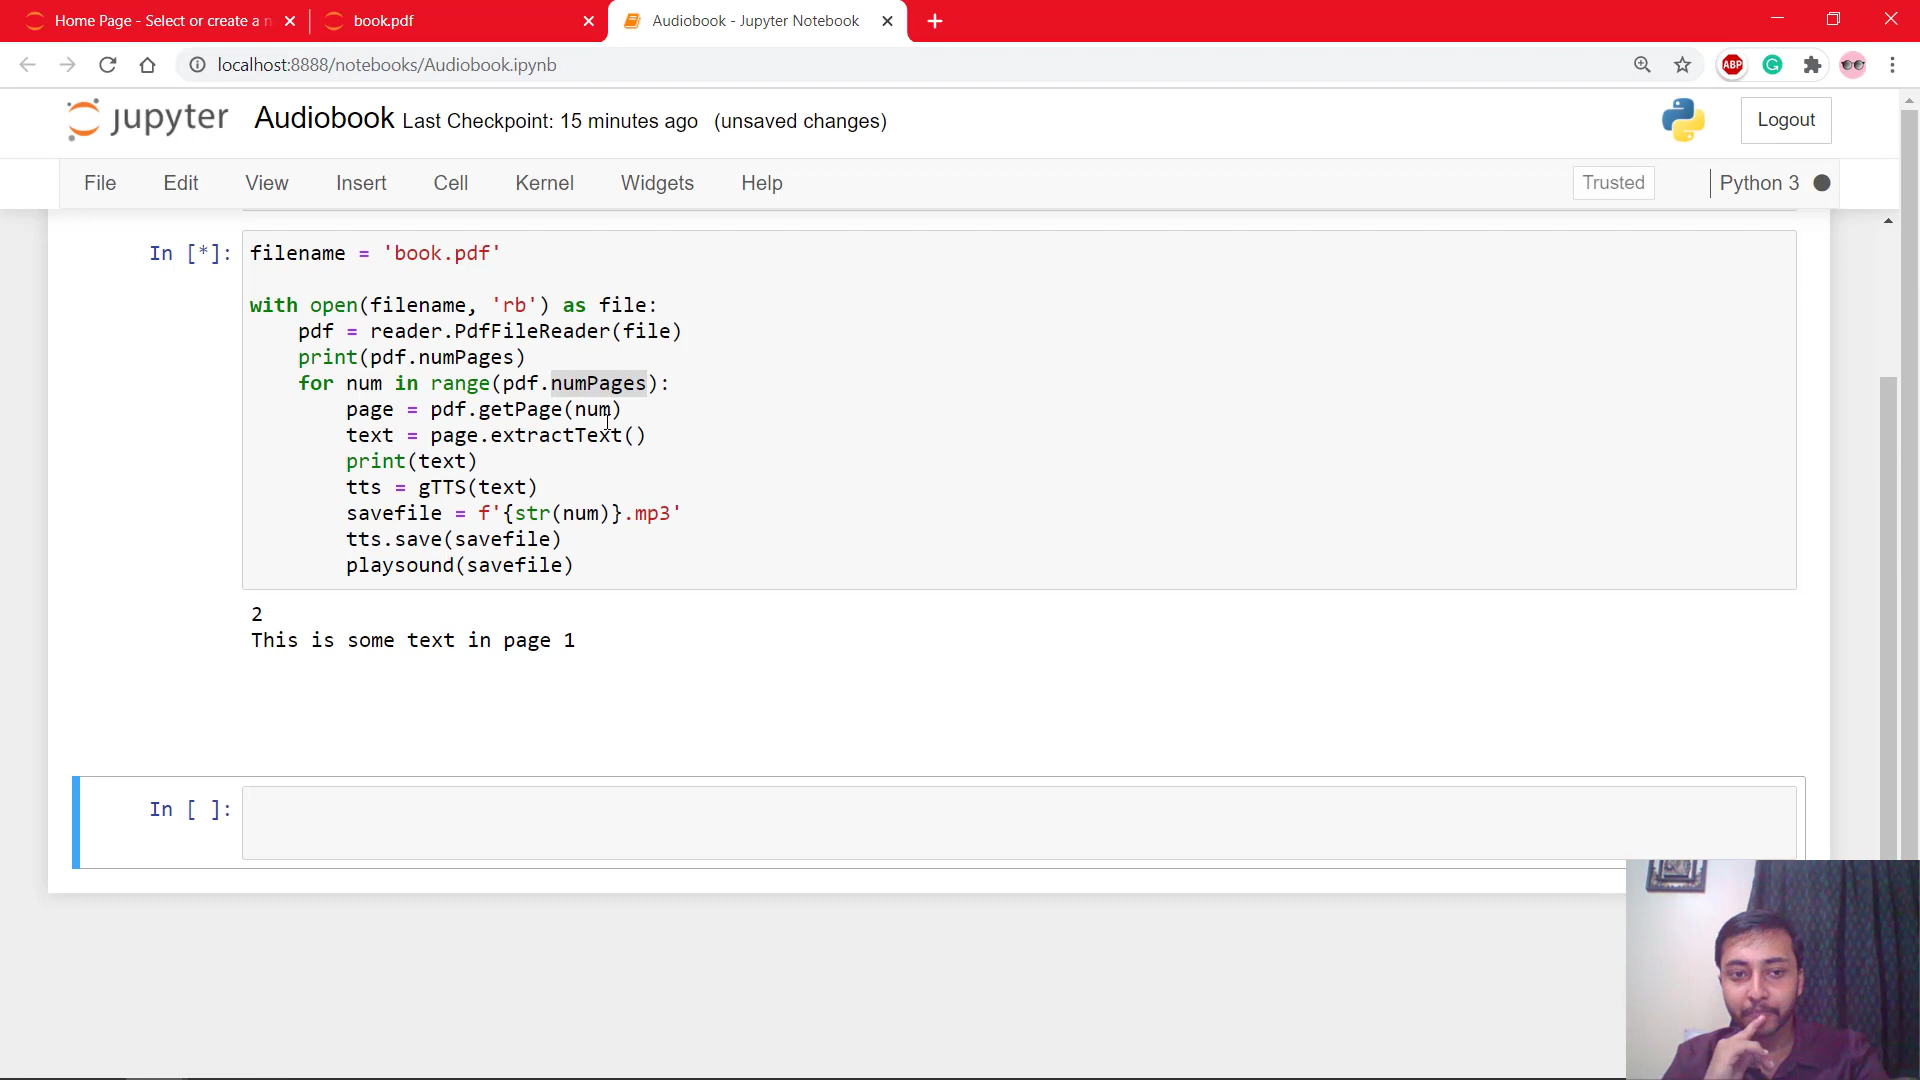 Home Page - Select or create a n
book.pdf
Audiobook - Jupyter Notebook
localhost:8888/notebooks/Audiobook.ipynb
ABP
jupyter Audiobook Last Checkpoint: 15 minutes ago (unsaved changes)
Logout
File Edit View Insert Cell Kernel Widgets Help
Trusted
Python 3
In [*]:
filename = 'book.pdf'
with open(filename, 'rb') as file:
    pdf = reader.PdfFileReader(file)
    print(pdf.numPages)
    for num in range(pdf.numPages):
        page = pdf.getPage(num)
        text = page.extractText()
        print(text)
        tts = gTTS(text)
        savefile = f'{str(num)}.mp3'
        tts.save(savefile)
        playsound(savefile)
2
This is some text in page 1
In [ ]: